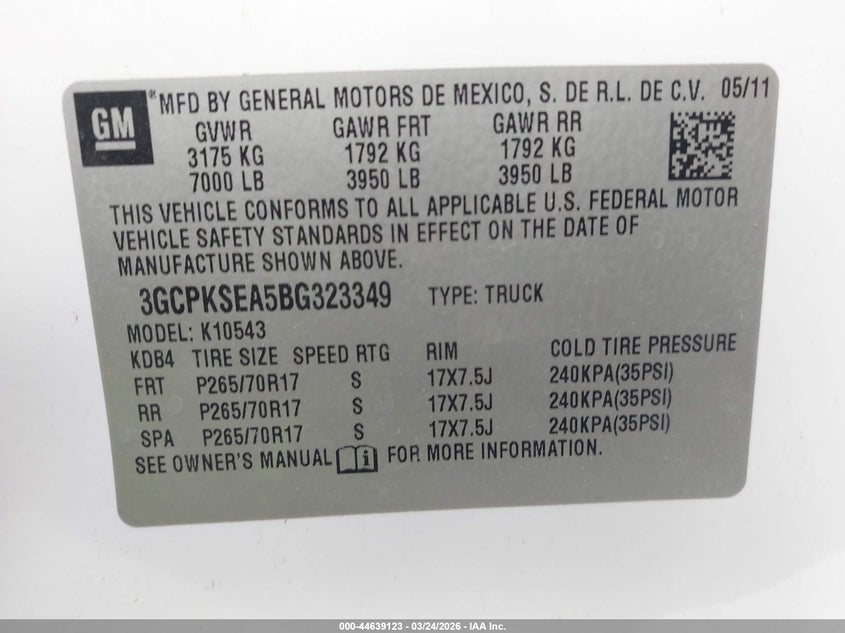 GM
®MFD BY GENERAL MOTORS DE MEXICO, S. DE R.L. DE C.V. 05/11
GVWR GAWR FRT GAWR RR
3175 KG 1792 KG 1792 KG
7000 LB 3950 LB 3950 LB
THIS VEHICLE CONFORMS TO ALL APPLICABLE U.S. FEDERAL MOTOR
VEHICLE SAFETY STANDARDS IN EFFECT ON THE DATE OF
MANUFACTURE SHOWN ABOVE.
3GCPKSEA5BG323349 TYPE: TRUCK
MODEL: K10543
KDB4 TIRE SIZE SPEED RTG RIM COLD TIRE PRESSURE
FRT P265/70R17 S 17X7.5J 240KPA(35PSI)
RR P265/70R17 S 17X7.5J 240KPA(35PSI)
SPA P265/70R17 S 17X7.5J 240KPA(35PSI)
SEE OWNER'S MANUAL i FOR MORE INFORMATION.
000-44639123 — 03/24/2026 — IAA Inc.